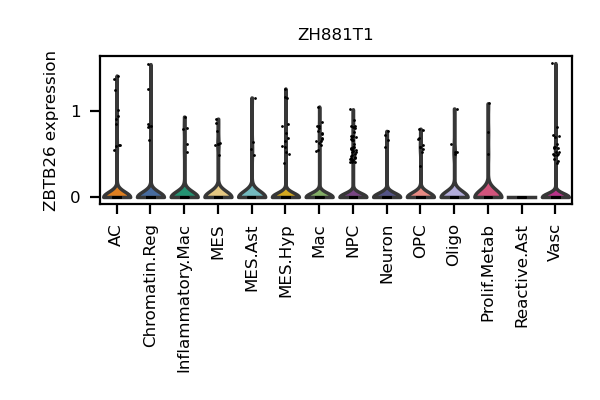 ZH881T1
ZBTB26 expression
1
0
AC
Chromatin.Reg
Inflammatory.Mac
MES
MES.Ast
MES.Hyp
Mac
NPC
Neuron
OPC
Oligo
Prolif.Metab
Reactive.Ast
Vasc